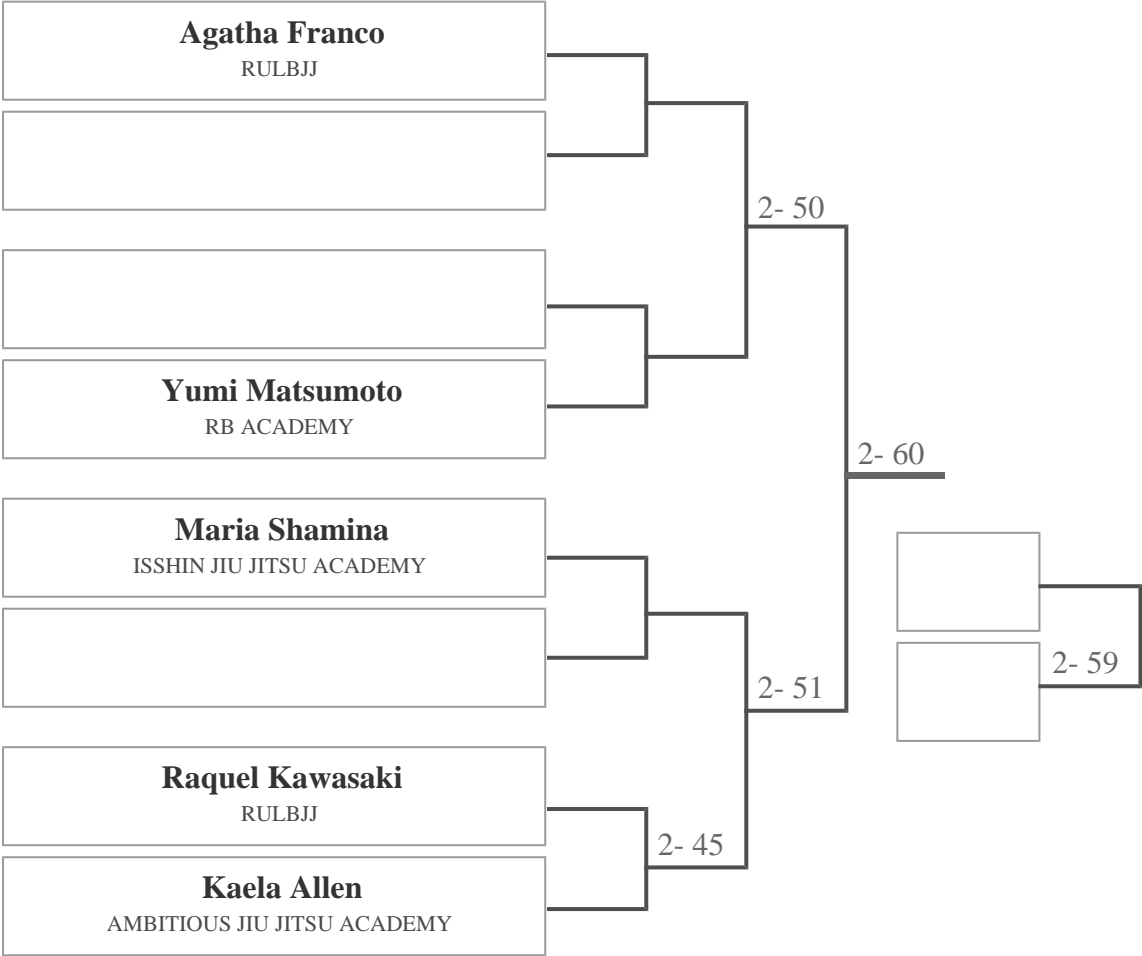 Agatha Franco
RULBJJ
2- 50
Yumi Matsumoto
RB ACADEMY
2- 60
Maria Shamina
ISSHIN JIU JITSU ACADEMY
2- 59
2- 51
Raquel Kawasaki
RULBJJ
2- 45
Kaela Allen
AMBITIOUS JIU JITSU ACADEMY